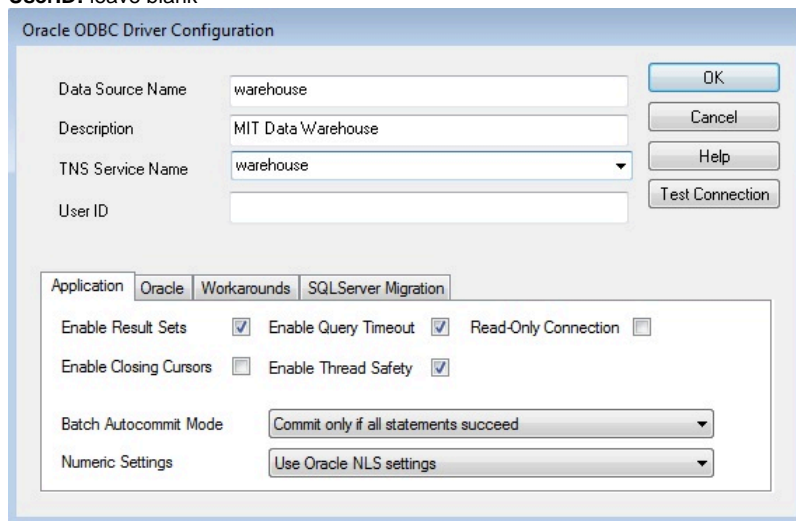 UserID: leave blank
Oracle ODBC Driver Configuration
Data Source Name warehouse OK
Description MIT Data Warehouse Cancel
TNS Service Name warehouse Help
User ID Test Connection
Application Oracle Workarounds SQLServer Migration
Enable Result Sets Enable Query Timeout Read-Only Connection
Enable Closing Cursors Enable Thread Safety
Batch Autocommit Mode Commit only if all statements succeed
Numeric Settings Use Oracle NLS settings